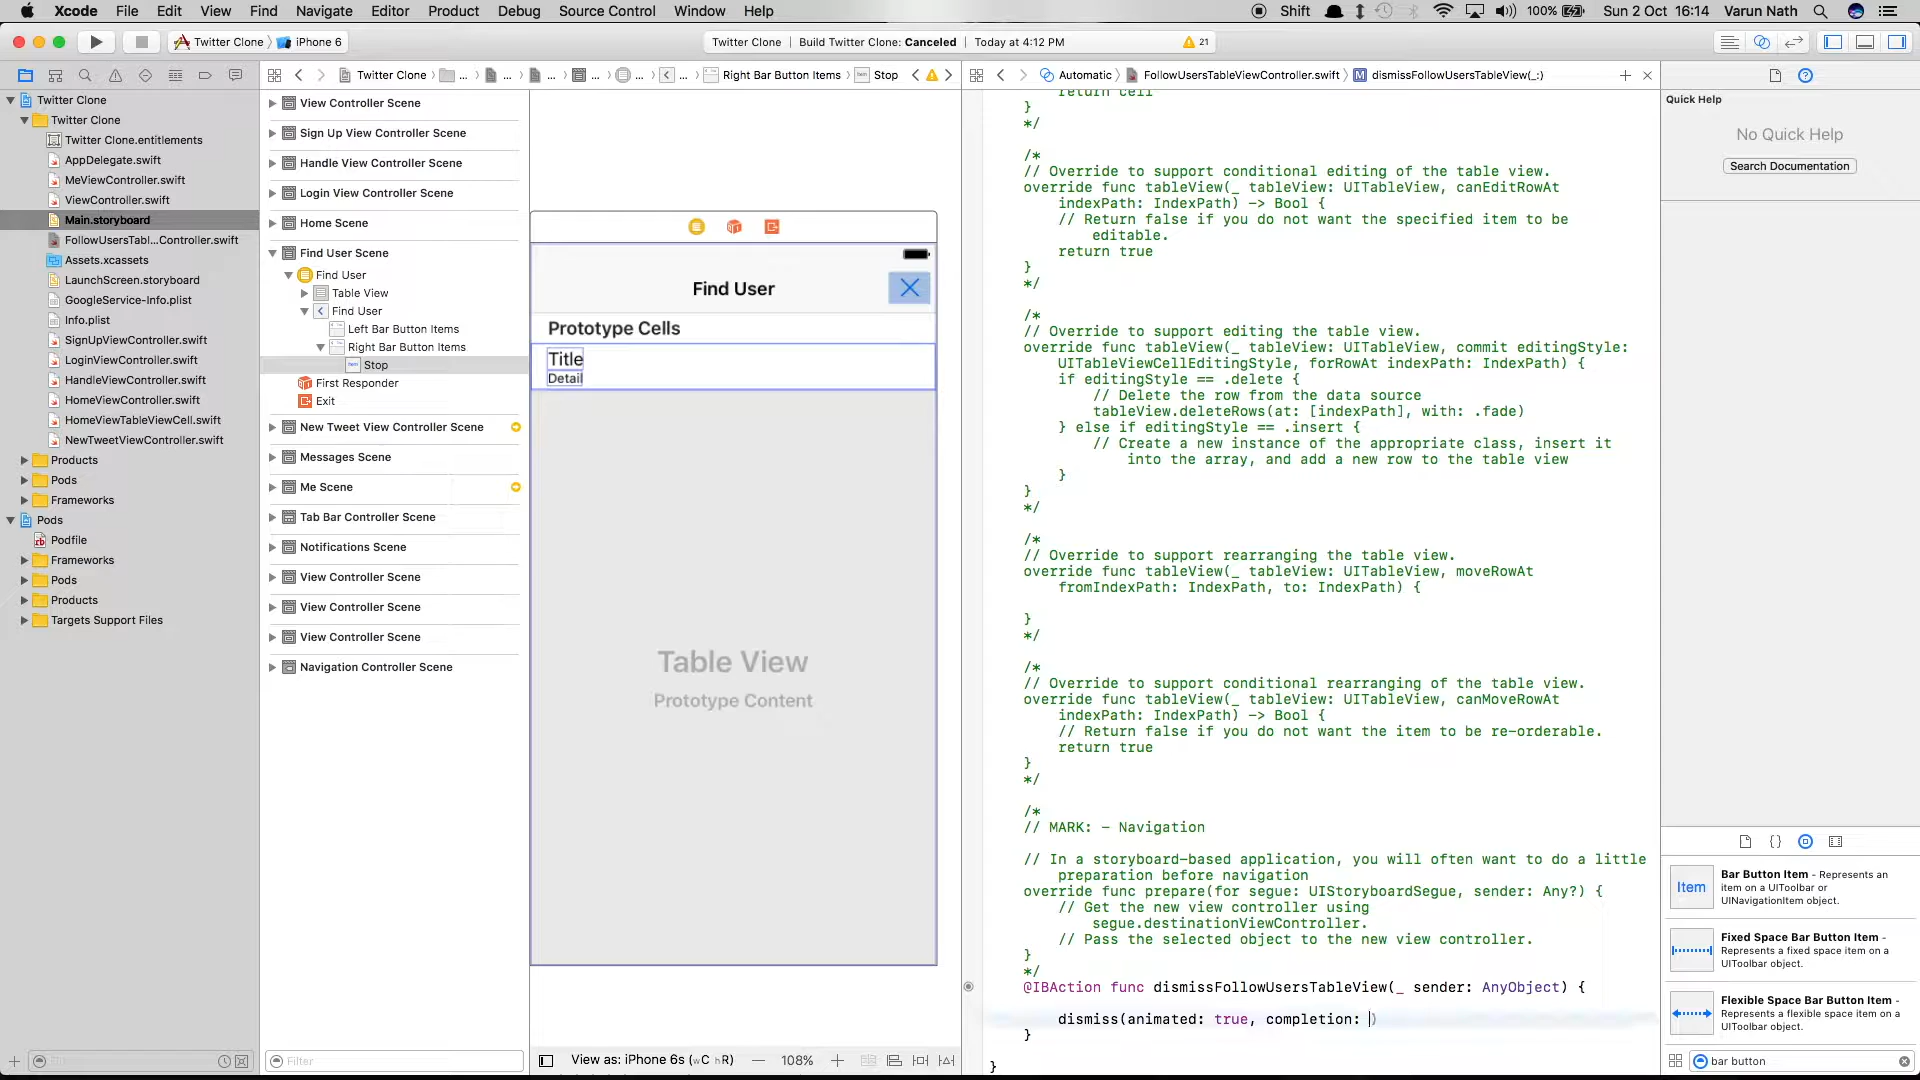 Xcode File Edit View Find Navigate Editor Product Debug Source Control Window Help
Shift 100% Sun 2 Oct 16:14 Varun Nath
Twitter Clone iPhone 6
Twitter Clone Build Twitter Clone: Canceled Today at 4:12 PM 21
Twitter Clone ... ... ... ... ... ... Right Bar Button Items Stop
Automatic FollowUsersTableViewController.swift M dismissFollowUsersTableView(_:)
Twitter Clone
Twitter Clone
Twitter Clone.entitlements
AppDelegate.swift
MeViewController.swift
ViewController.swift
Main.storyboard
FollowUsersTabl...Controller.swift
Assets.xcassets
LaunchScreen.storyboard
GoogleService-Info.plist
Info.plist
SignUpViewController.swift
LoginViewController.swift
HandleViewController.swift
HomeViewController.swift
HomeViewTableViewCell.swift
NewTweetViewController.swift
Products
Pods
Frameworks
Pods
Podfile
Frameworks
Pods
Products
Targets Support Files
View Controller Scene
Sign Up View Controller Scene
Handle View Controller Scene
Login View Controller Scene
Home Scene
Find User Scene
Find User
Table View
Find User
Left Bar Button Items
Right Bar Button Items
Stop
First Responder
Exit
New Tweet View Controller Scene
Messages Scene
Me Scene
Tab Bar Controller Scene
Notifications Scene
View Controller Scene
View Controller Scene
View Controller Scene
Navigation Controller Scene
Filter
Find User
Prototype Cells
Title
Detail
Table View
Prototype Content
View as: iPhone 6s (wC hR) 108%
return cell
}
*/
/*
// Override to support conditional editing of the table view.
override func tableView(_ tableView: UITableView, canEditRowAt
indexPath: IndexPath) -> Bool {
// Return false if you do not want the specified item to be
editable.
return true
}
*/
/*
// Override to support editing the table view.
override func tableView(_ tableView: UITableView, commit editingStyle:
UITableViewCellEditingStyle, forRowAt indexPath: IndexPath) {
if editingStyle == .delete {
// Delete the row from the data source
tableView.deleteRows(at: [indexPath], with: .fade)
} else if editingStyle == .insert {
// Create a new instance of the appropriate class, insert it
into the array, and add a new row to the table view
}
}
*/
/*
// Override to support rearranging the table view.
override func tableView(_ tableView: UITableView, moveRowAt
fromIndexPath: IndexPath, to: IndexPath) {
}
*/
/*
// Override to support conditional rearranging of the table view.
override func tableView(_ tableView: UITableView, canMoveRowAt
indexPath: IndexPath) -> Bool {
// Return false if you do not want the item to be re-orderable.
return true
}
*/
/*
// MARK: - Navigation
// In a storyboard-based application, you will often want to do a little
preparation before navigation
override func prepare(for segue: UIStoryboardSegue, sender: Any?) {
// Get the new view controller using
segue.destinationViewController.
// Pass the selected object to the new view controller.
}
*/
@IBAction func dismissFollowUsersTableView(_ sender: AnyObject) {
dismiss(animated: true, completion: )
}
}
Quick Help
No Quick Help
Search Documentation
Item
Bar Button Item - Represents an
item on a UIToolbar or
UINavigationItem object.
Fixed Space Bar Button Item -
Represents a fixed space item on a
UIToolbar object.
Flexible Space Bar Button Item -
Represents a flexible space item on a
UIToolbar object.
bar button